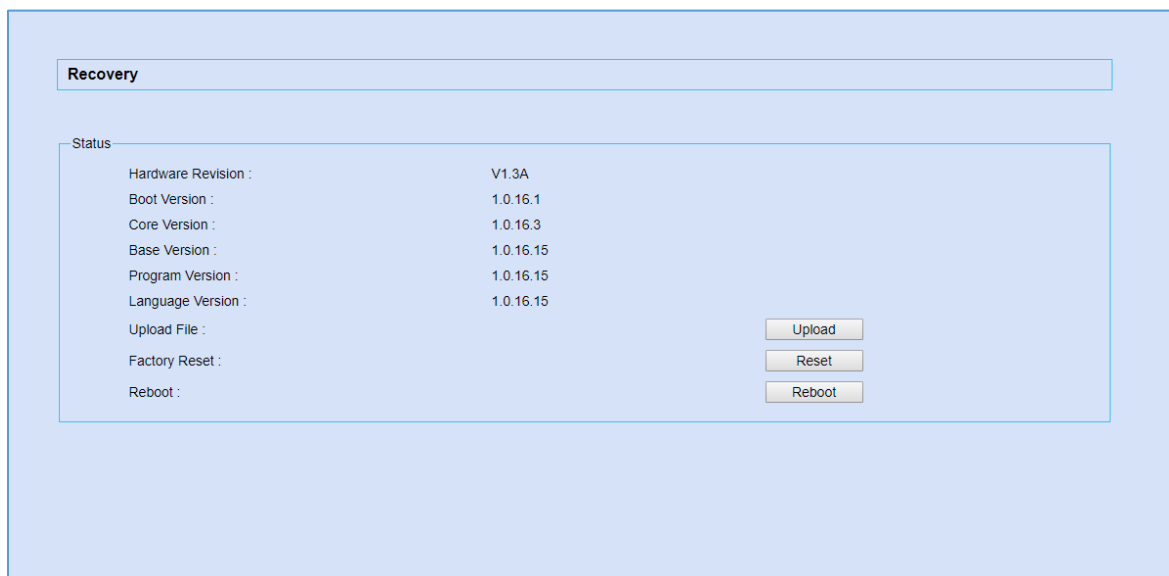 Recovery
Status
Hardware Revision : V1.3A
Boot Version : 1.0.16.1
Core Version : 1.0.16.3
Base Version : 1.0.16.15
Program Version : 1.0.16.15
Language Version : 1.0.16.15
Upload File : Upload
Factory Reset : Reset
Reboot : Reboot